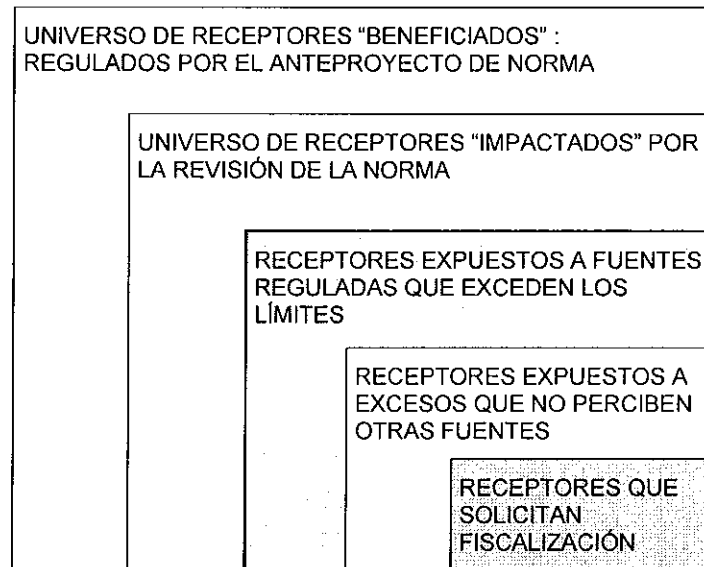 UNIVERSO DE RECEPTORES “BENEFICIADOS” :
REGULADOS POR EL ANTEPROYECTO DE NORMA
UNIVERSO DE RECEPTORES “IMPACTADOS” POR
LA REVISIÓN DE LA NORMA
RECEPTORES EXPUESTOS A FUENTES
REGULADAS QUE EXCEDEN LOS
LÍMITES
RECEPTORES EXPUESTOS A
EXCESOS QUE NO PERCIBEN
OTRAS FUENTES
RECEPTORES QUE
SOLICITAN
FISCALIZACIÓN